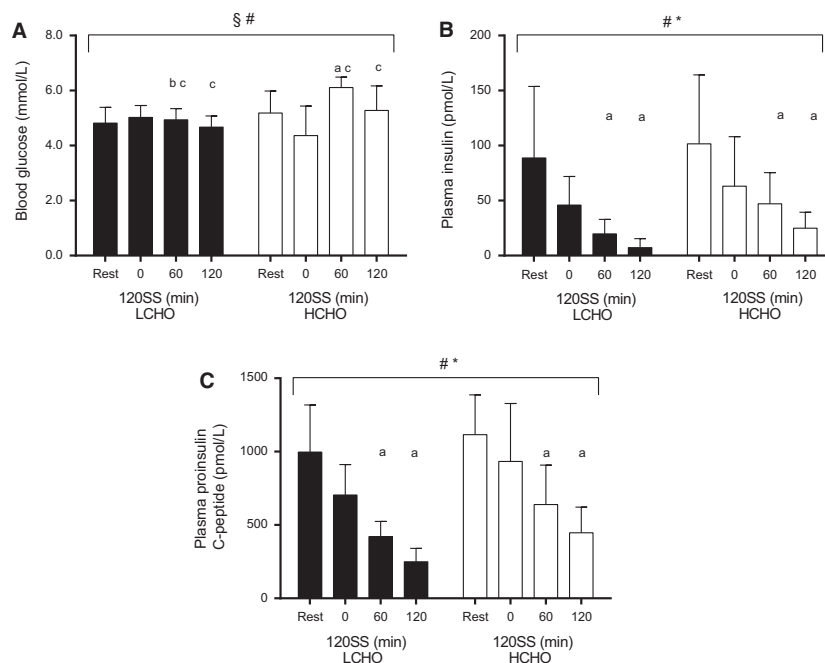 A
§ #
Blood glucose (mmol/L)
8.0
6.0
4.0
2.0
0.0
b c
c
a c
c
Rest 0 60 120 Rest 0 60 120
120SS (min) 120SS (min)
LCHO HCHO
B
# *
Plasma insulin (pmol/L)
200
150
100
50
0
a a a a
Rest 0 60 120 Rest 0 60 120
120SS (min) 120SS (min)
LCHO HCHO
C
# *
Plasma proinsulin
C-peptide (pmol/L)
1500
1000
500
0
a a a a
Rest 0 60 120 Rest 0 60 120
120SS (min) 120SS (min)
LCHO HCHO